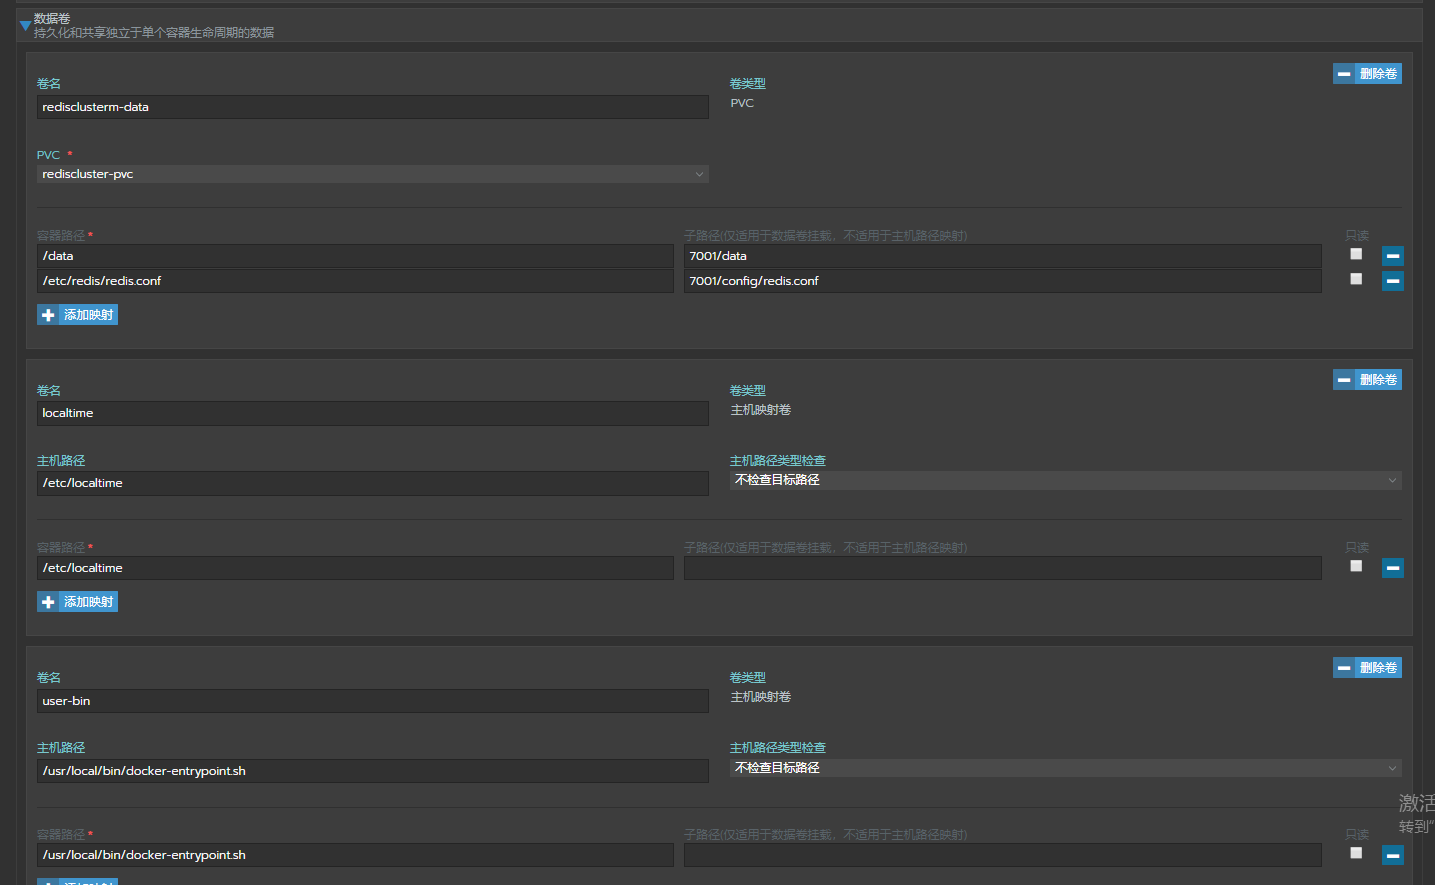 数据卷
持久化和共享独立于单个容器生命周期的数据
删除卷
卷名
卷类型
redisclusterm-data
PVC
PVC *
rediscluster-pvc
容器路径 *
子路径(仅适用于数据卷挂载，不适用于主机路径映射)
只读
/data
7001/data
/etc/redis/redis.conf
7001/config/redis.conf
添加映射
删除卷
卷名
卷类型
localtime
主机映射卷
主机路径
主机路径类型检查
/etc/localtime
不检查目标路径
容器路径 *
子路径(仅适用于数据卷挂载，不适用于主机路径映射)
只读
/etc/localtime
添加映射
删除卷
卷名
卷类型
user-bin
主机映射卷
主机路径
主机路径类型检查
/usr/local/bin/docker-entrypoint.sh
不检查目标路径
激活
转到"
容器路径 *
子路径(仅适用于数据卷挂载，不适用于主机路径映射)
只读
/usr/local/bin/docker-entrypoint.sh